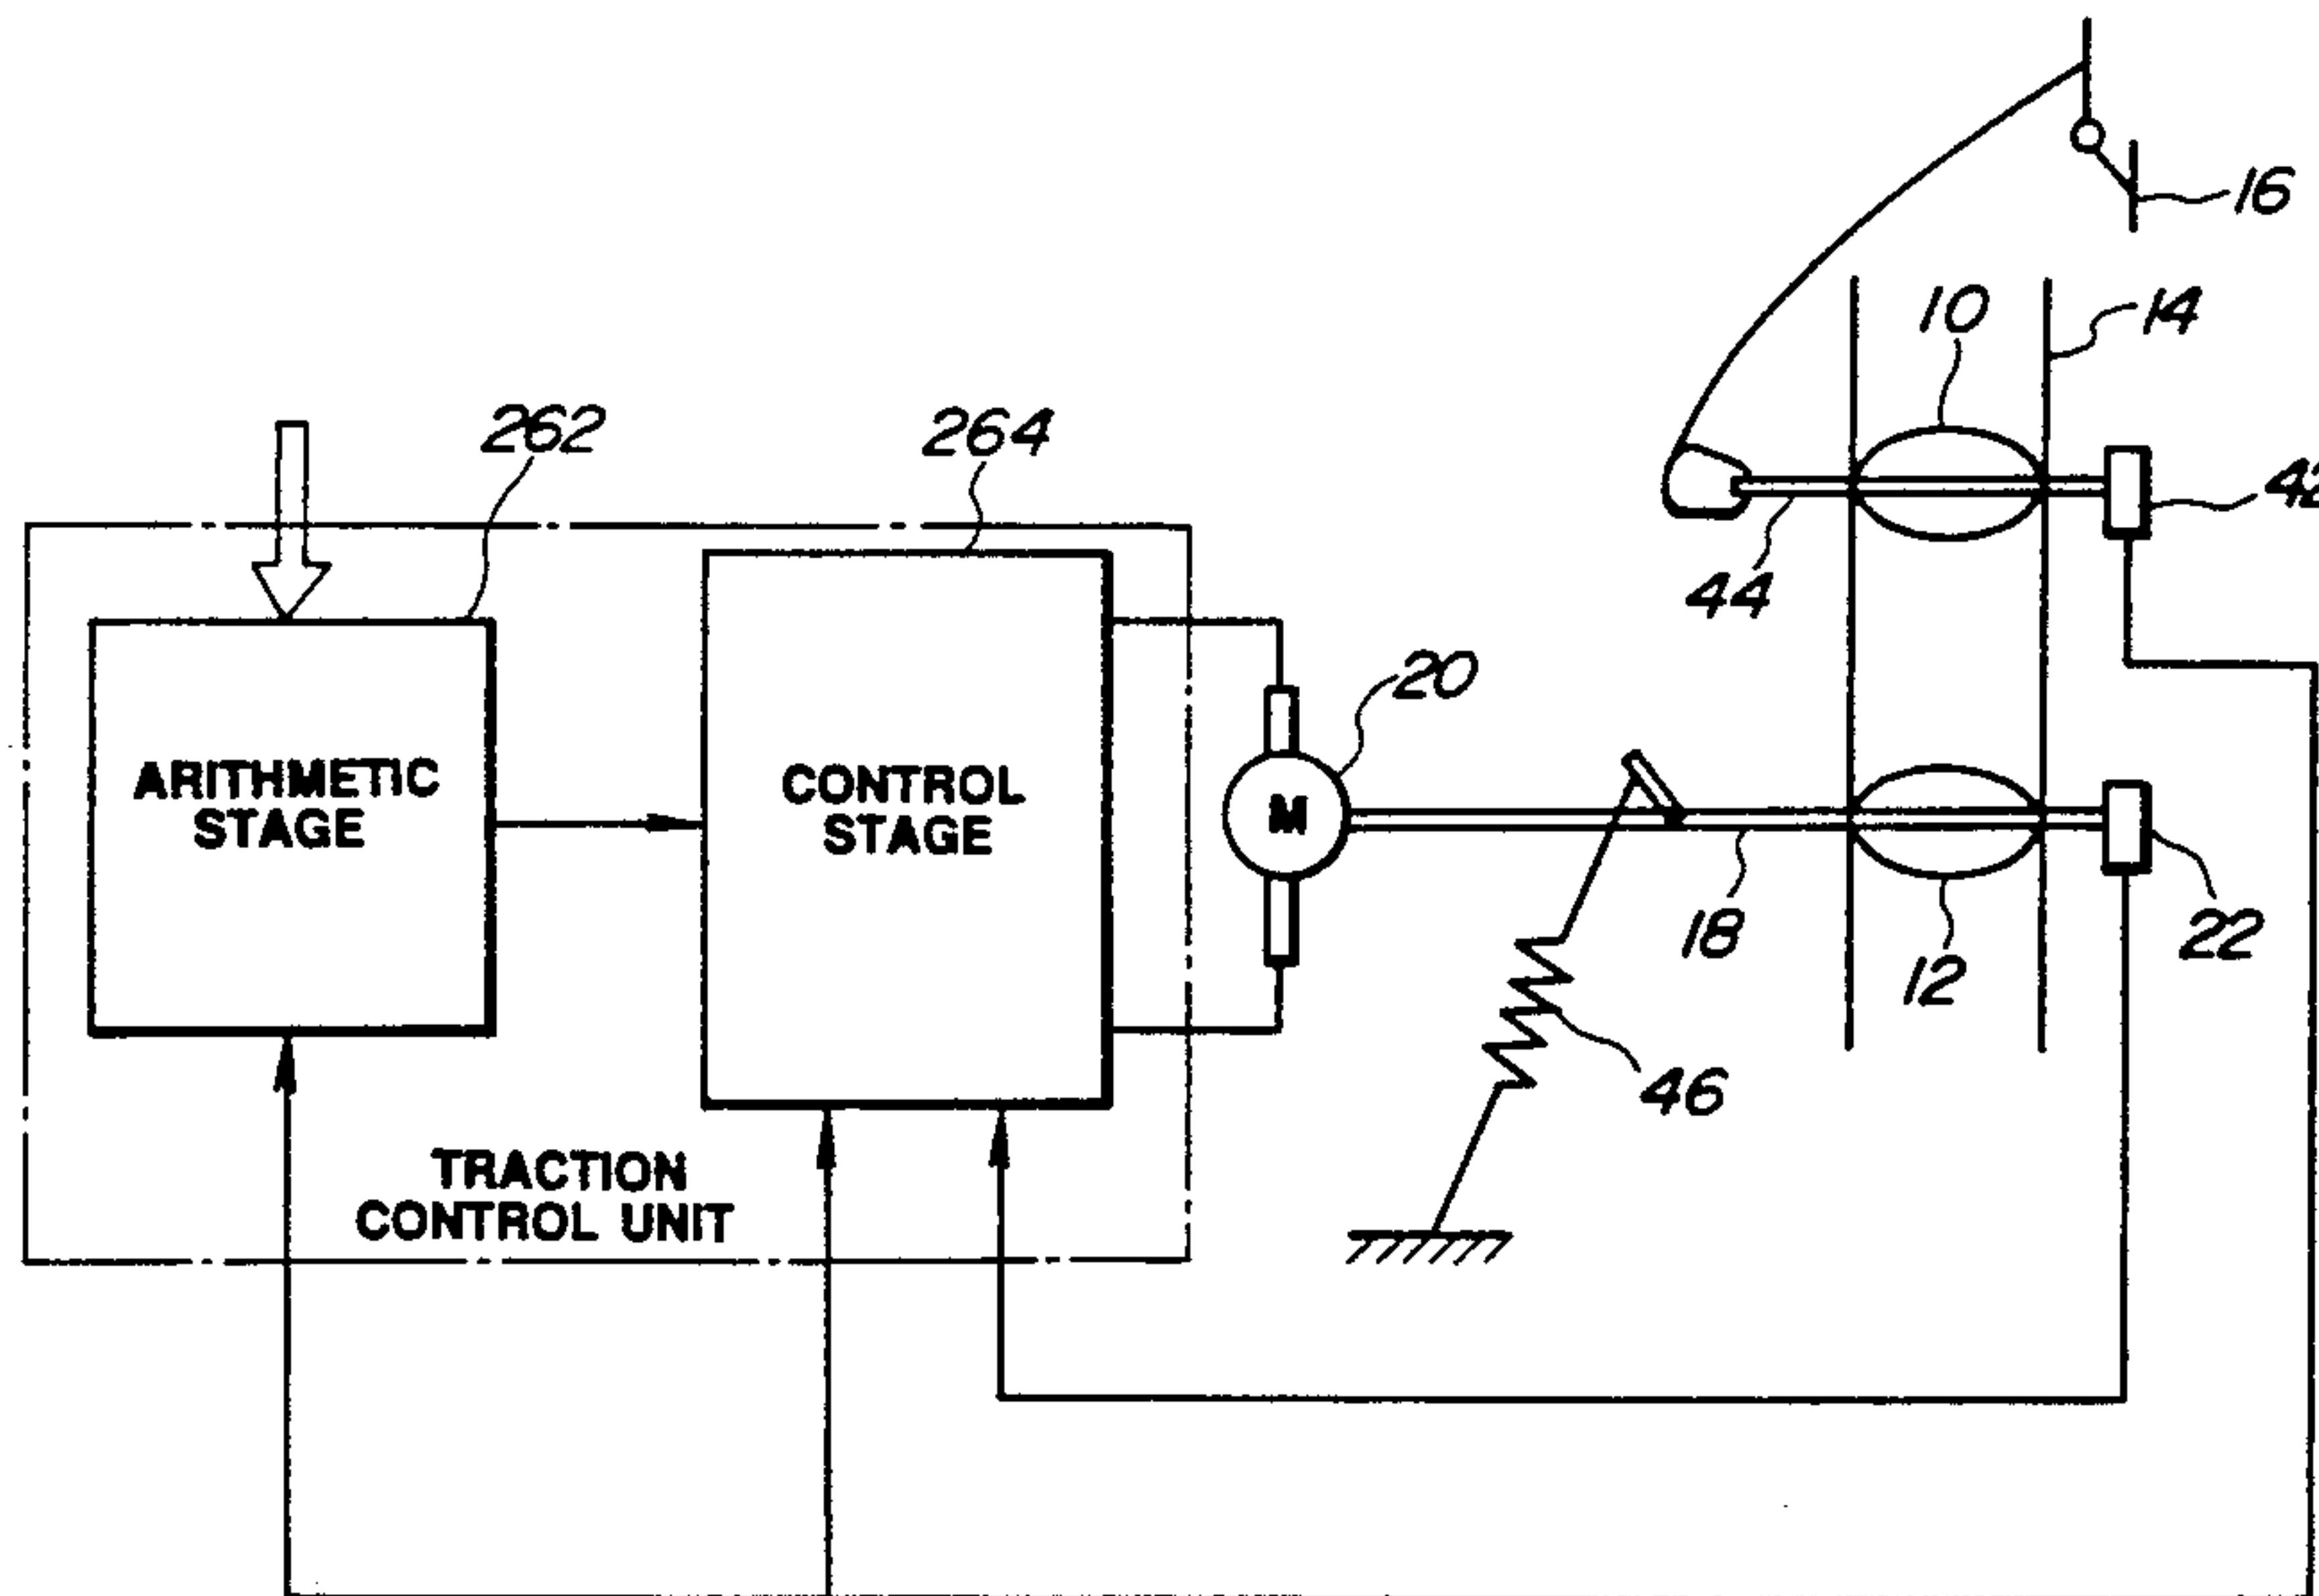 16
10
14
262
264
42
44
20
ARITHMETIC
STAGE
CONTROL
STAGE
M
18
12
22
46
TRACTION
CONTROL UNIT